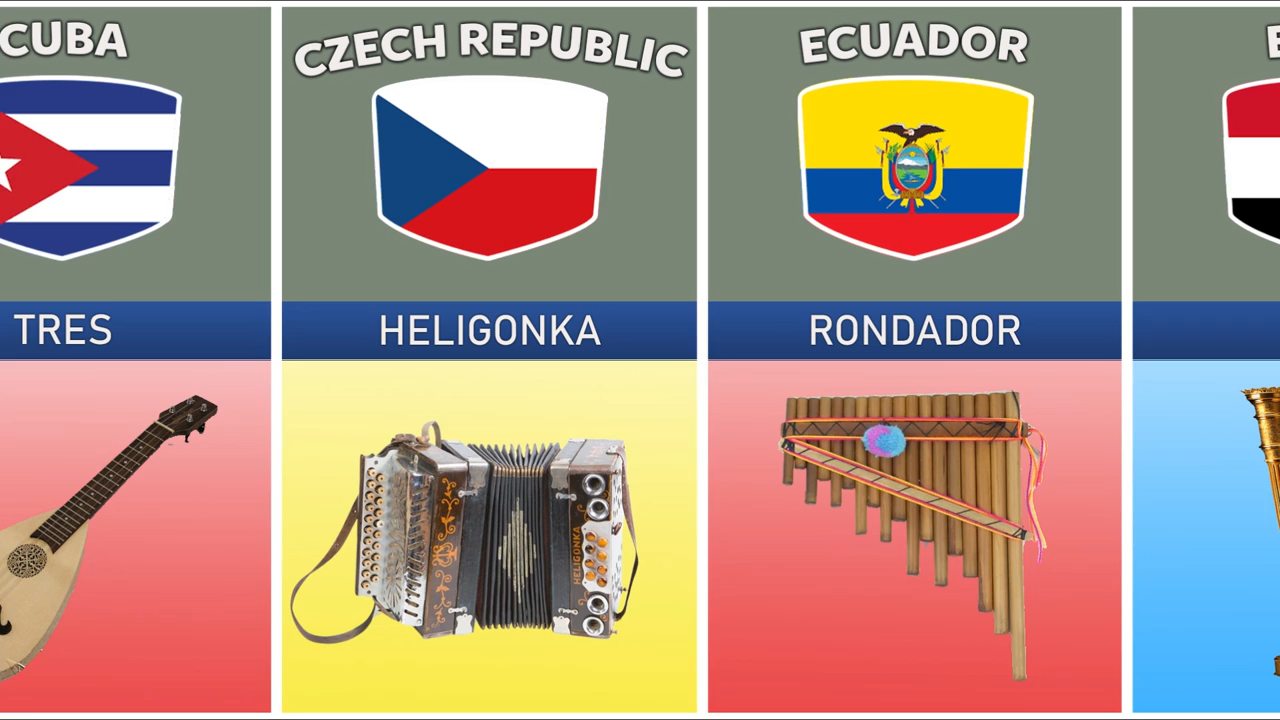 CUBA
CZECH REPUBLIC
ECUADOR
TRES
HELIGONKA
RONDADOR
HELIGONKA